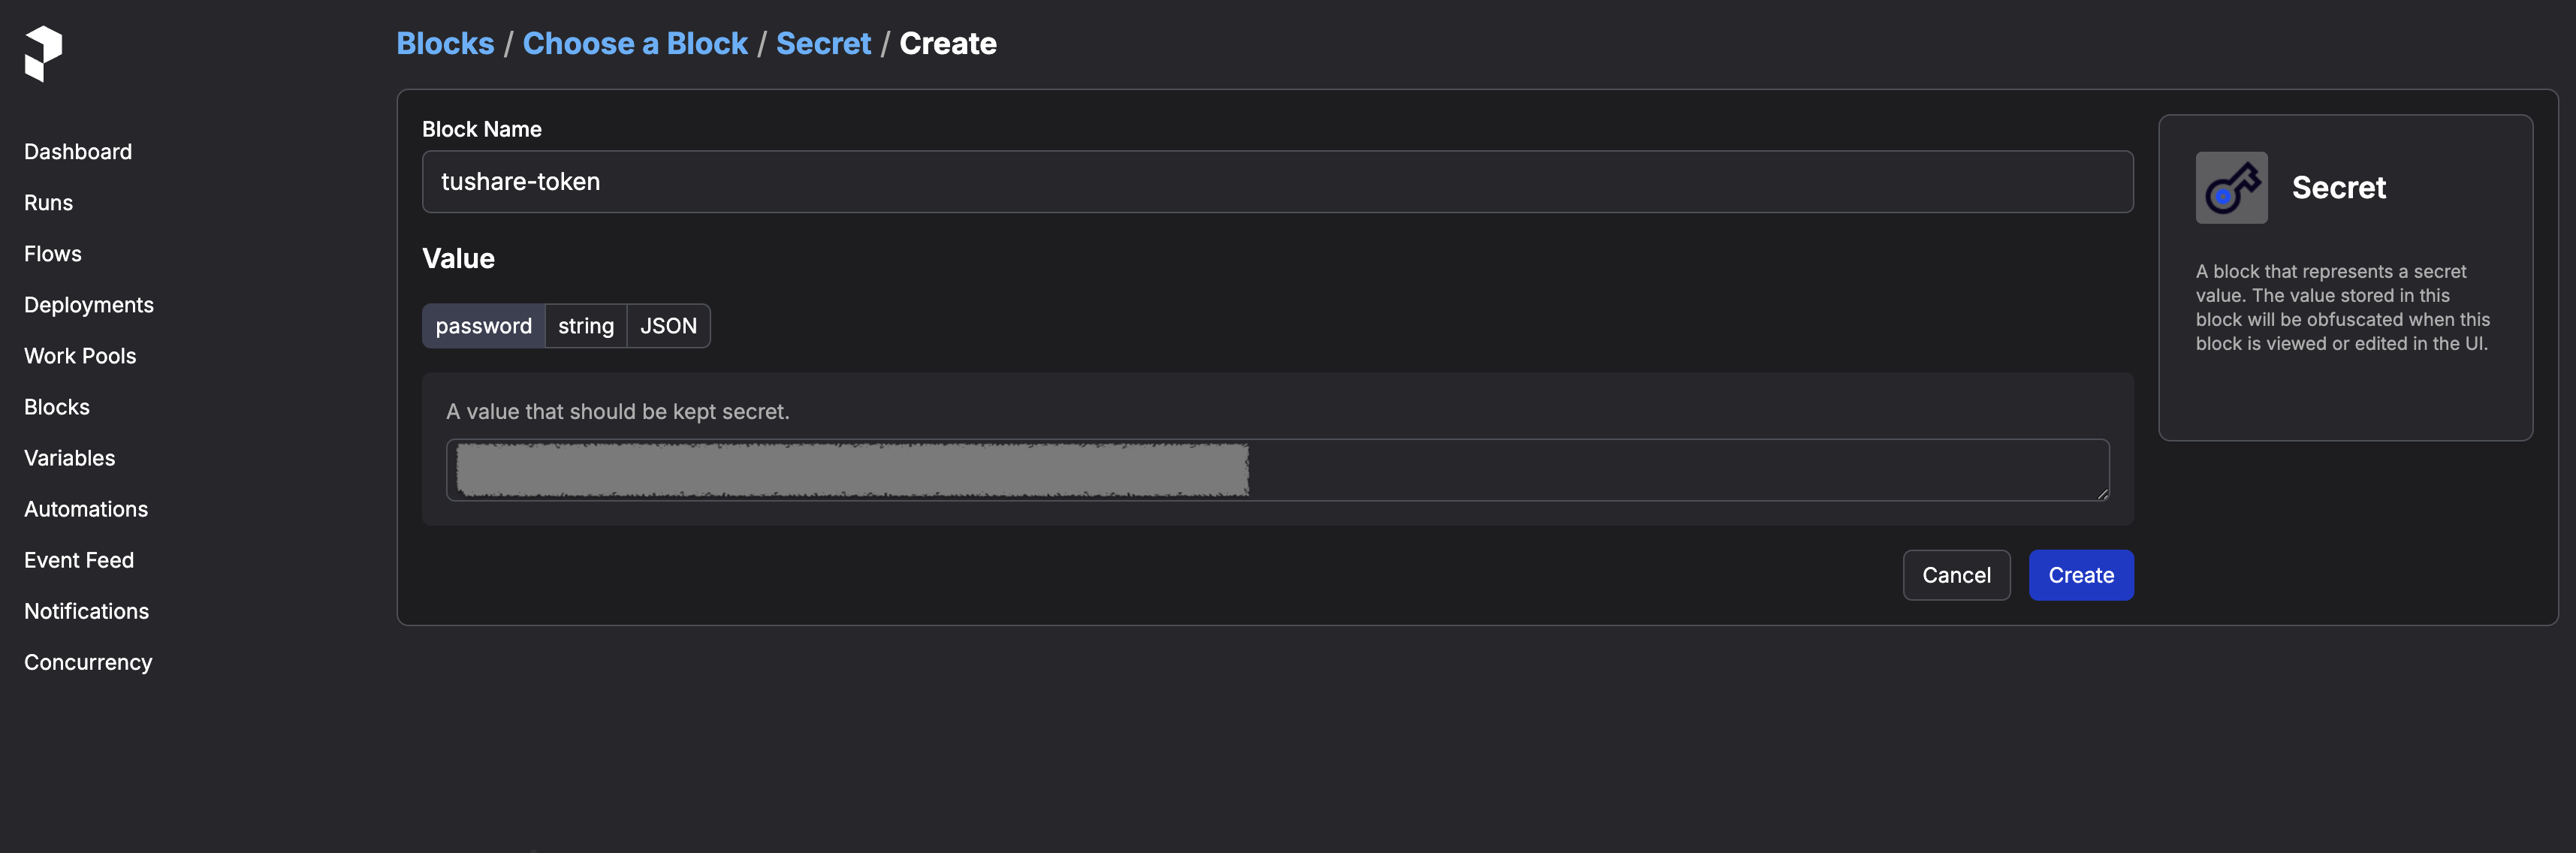 Blocks / Choose a Block / Secret / Create
Dashboard
Runs
Flows
Deployments
Work Pools
Blocks
Variables
Automations
Event Feed
Notifications
Concurrency
Block Name
tushare-token
Value
password string JSON
A value that should be kept secret.
Cancel Create
Secret
A block that represents a secret
value. The value stored in this
block will be obfuscated when this
block is viewed or edited in the UI.